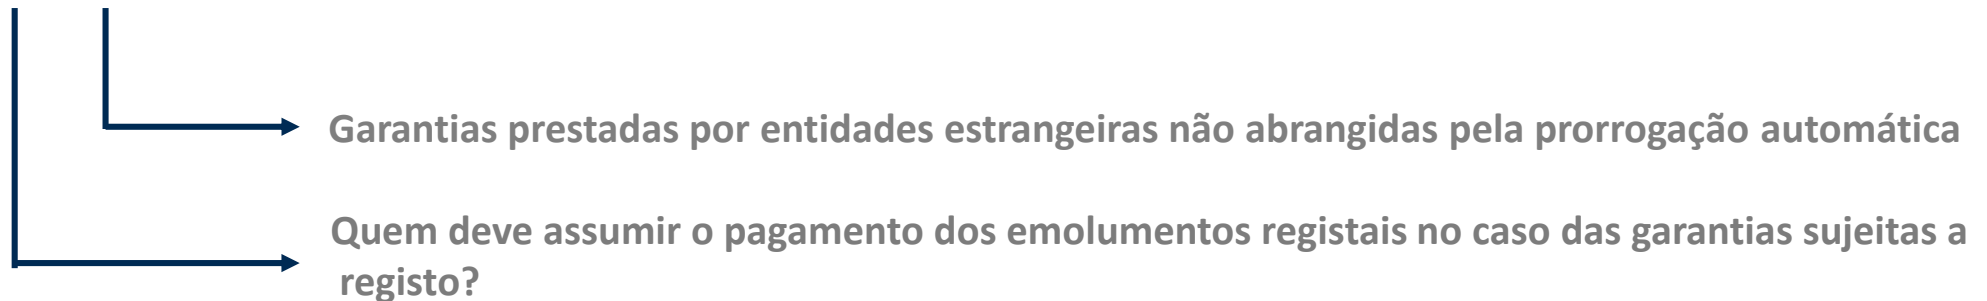 Garantias prestadas por entidades estrangeiras não abrangidas pela prorrogação automática
Quem deve assumir o pagamento dos emolumentos registais no caso das garantias sujeitas a
registo?